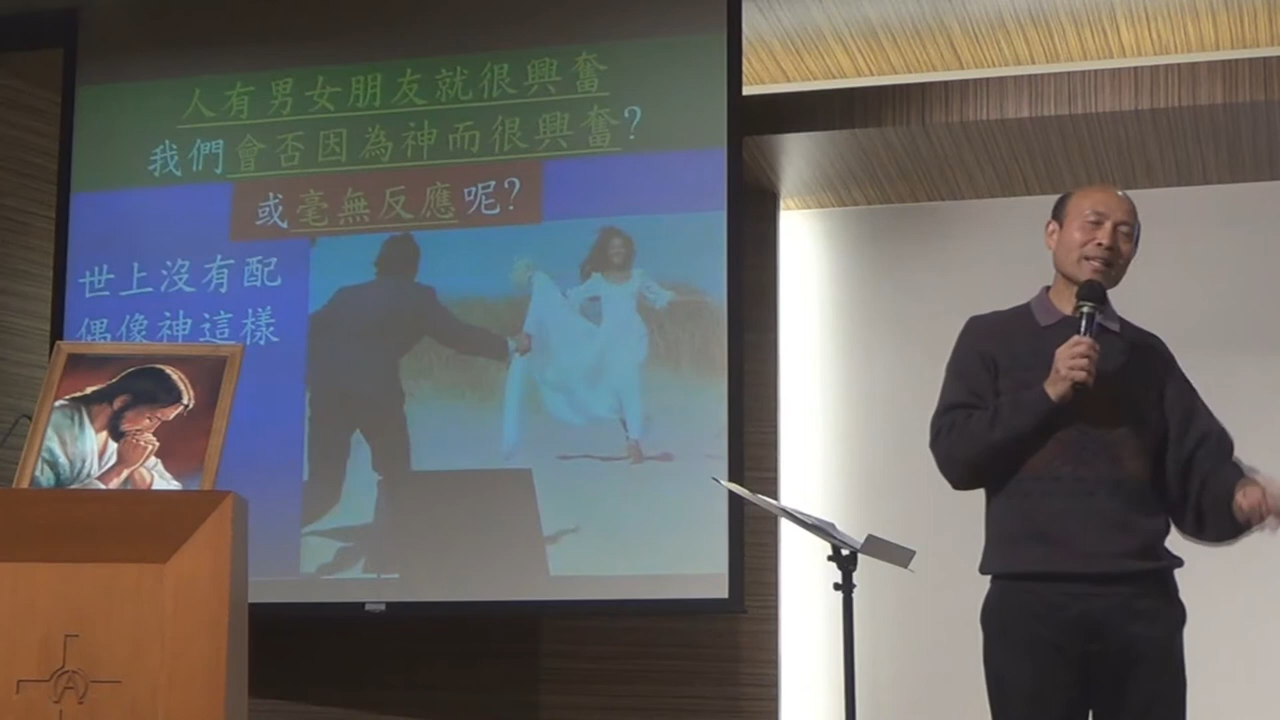 人有男女朋友就很興奮
我們會否因為神而很興奮?
或毫無反應呢?
世上沒有配
偶像神這樣